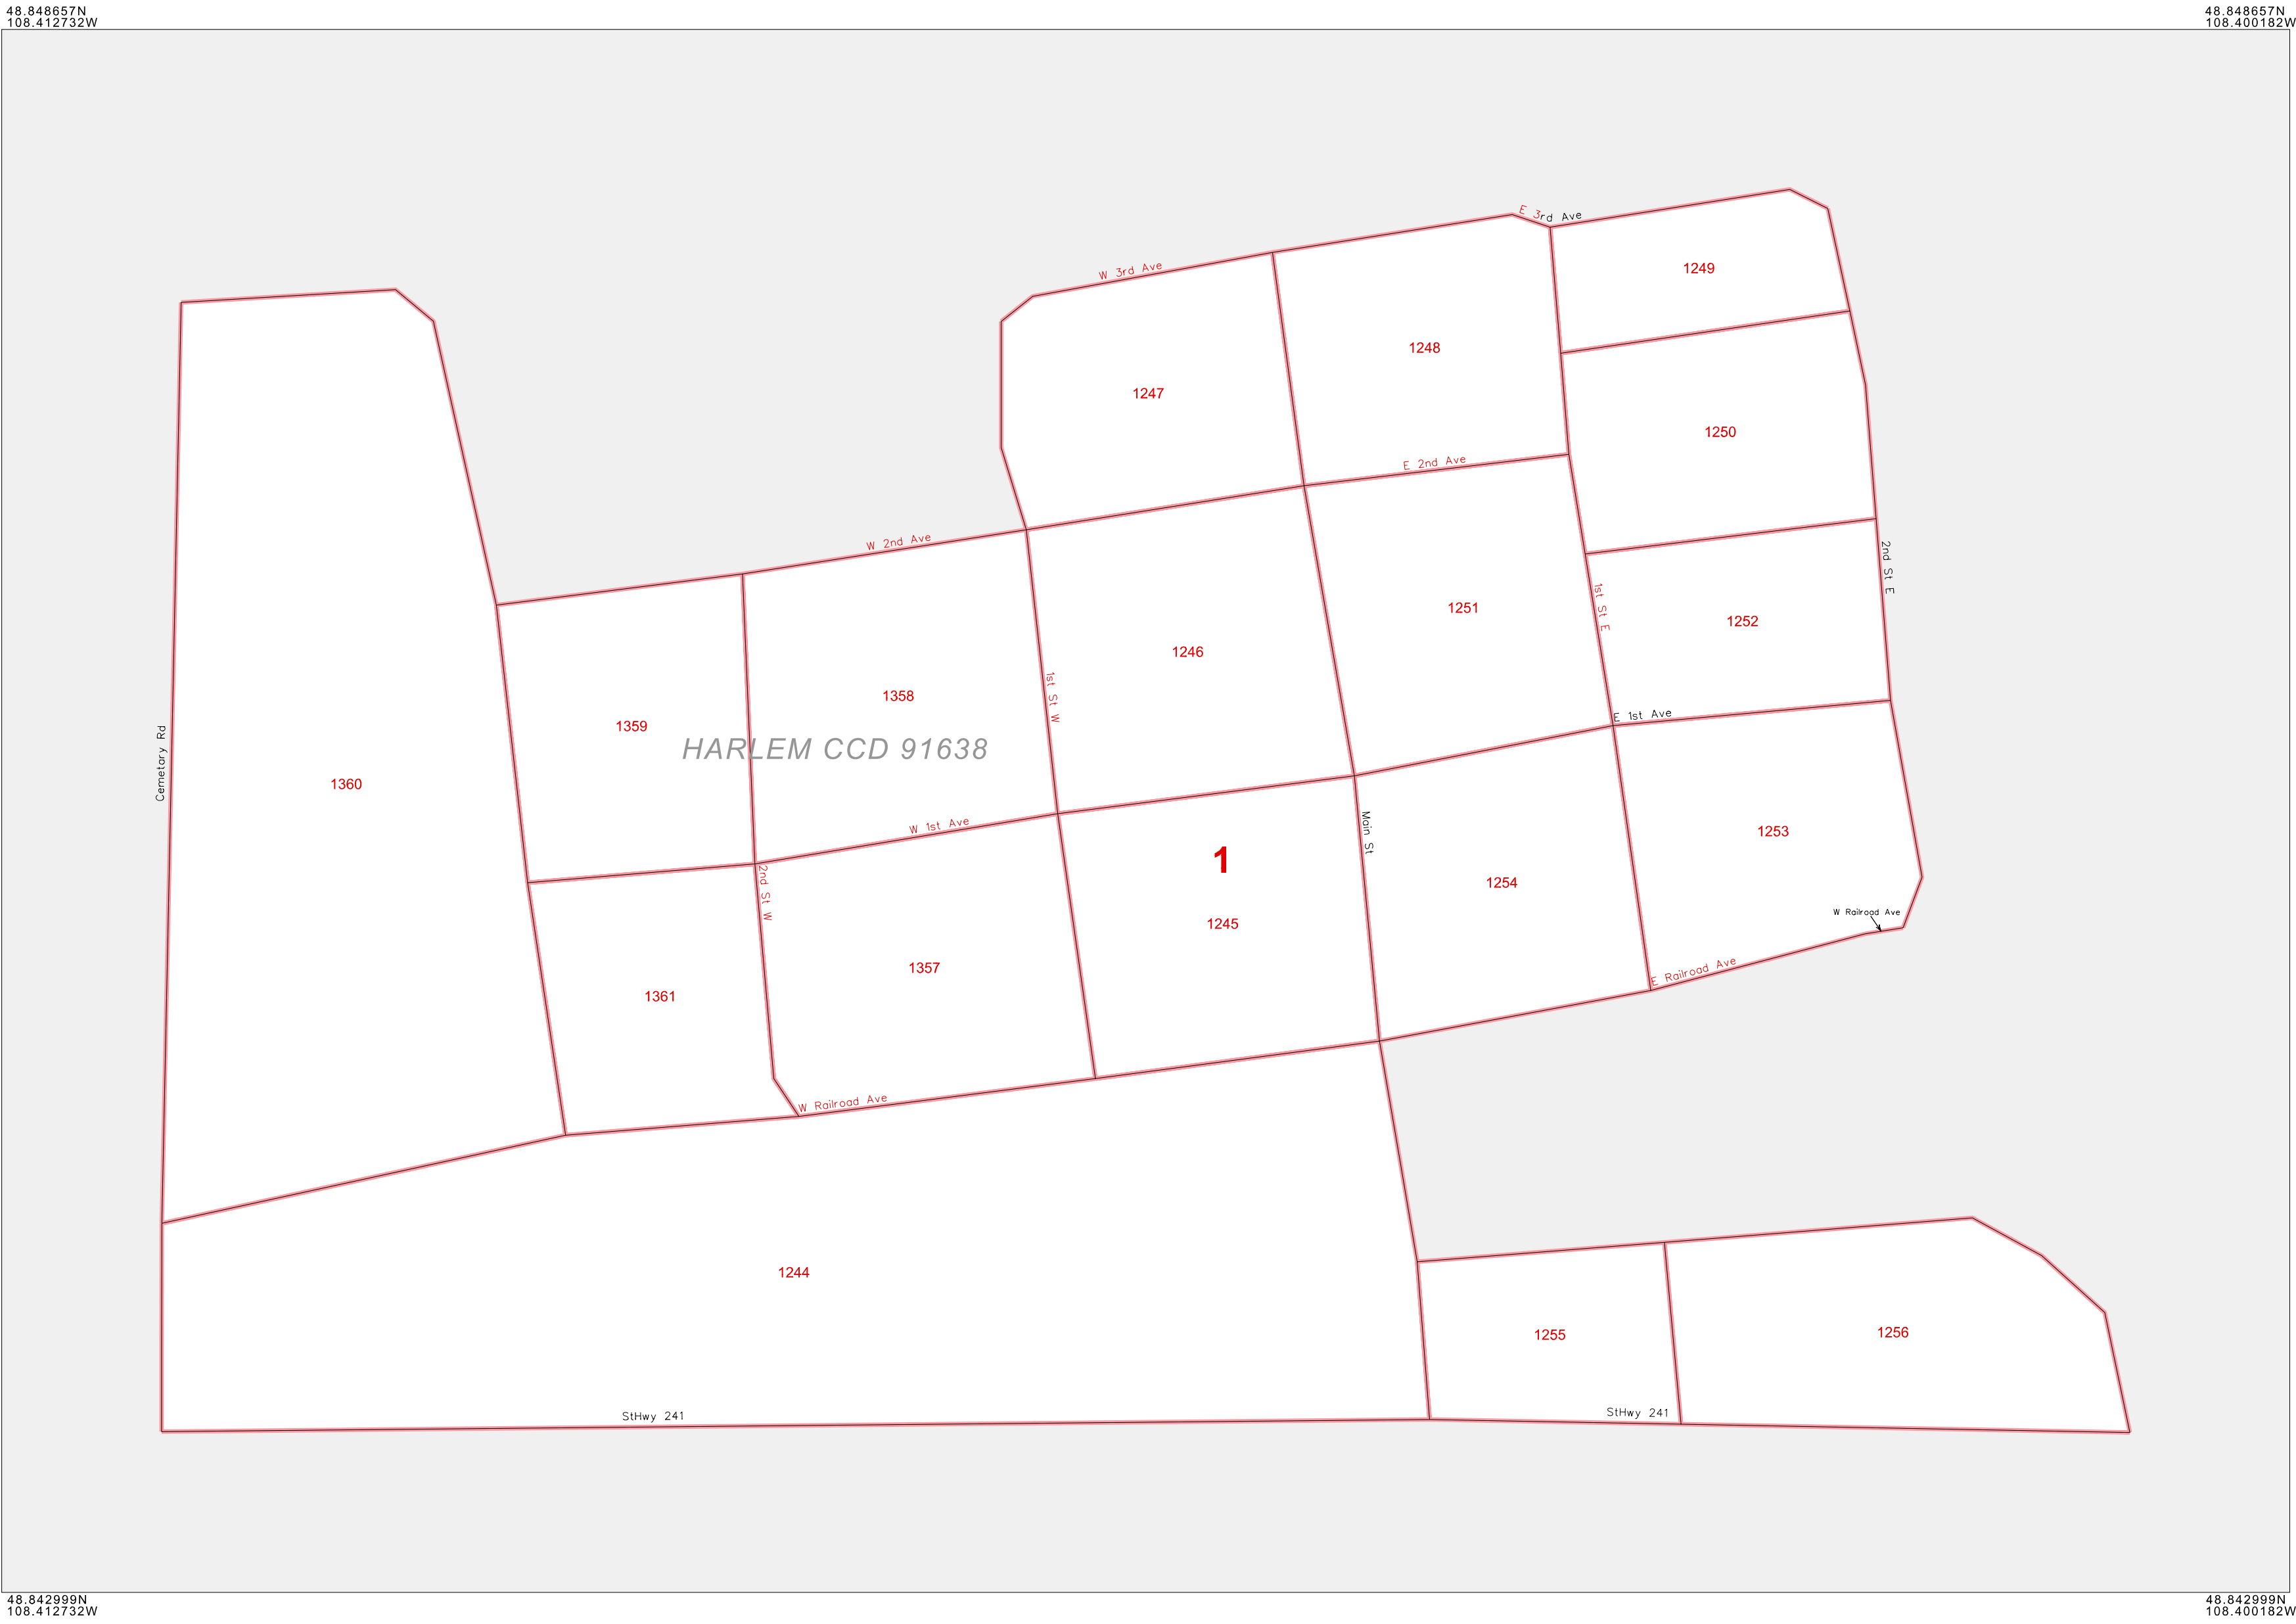 48.848657N
108.412732W
48.848657N
108.400182W
E 3rd Ave
W 3rd Ave
1249
1248
1247
1250
E 2nd Ave
W 2nd Ave
2nd St E
1st St E
1251
1252
1246
1st St W
1358
1359
E 1st Ave
HARLEM CCD 91638
Cemetary Rd
1360
W 1st Ave
Main St
1253
1
2nd St W
1254
W Railroad Ave
1245
1357
E Railroad Ave
1361
W Railroad Ave
1244
1255
1256
StHwy 241
StHwy 241
48.842999N
108.412732W
48.842999N
108.400182W